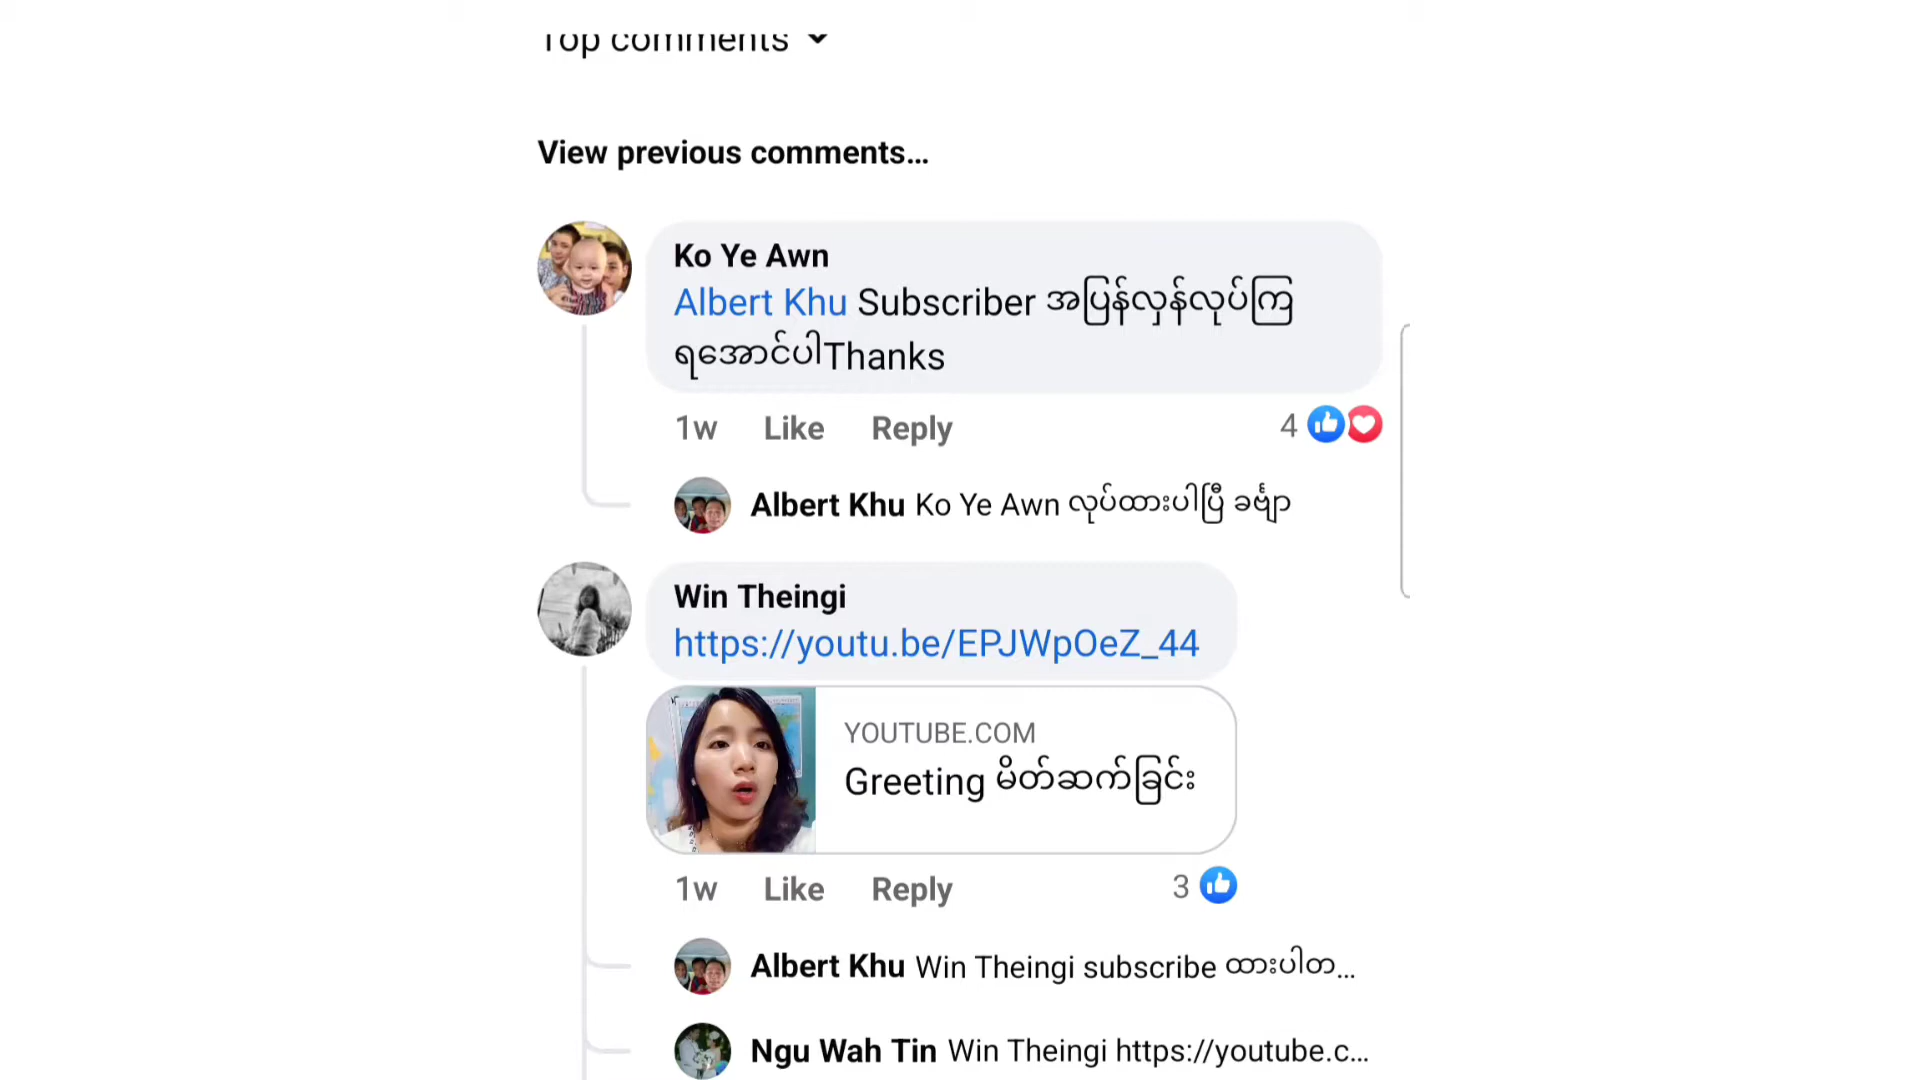 Top comments
View previous comments...
Ko Ye Awn
Albert Khu Subscriber အပြန်လှန်လုပ်ကြ
ရအောင်ပါThanks
1w Like Reply 4
Albert Khu Ko Ye Awn လုပ်ထားပါပြီ ခင်ဗျာ
Win Theingi
https://youtu.be/EPJWpOeZ_44
YOUTUBE.COM
Greeting မိတ်ဆက်ခြင်း
1w Like Reply 3
Albert Khu Win Theingi subscribe ထားပါတ...
Ngu Wah Tin Win Theingi https://youtube.c...